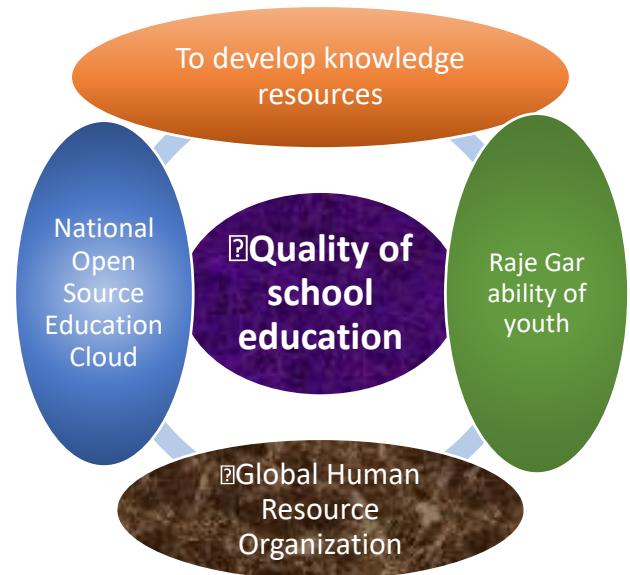 To develop knowledge
resources
National
Open
Source
Education
Cloud
⍰Quality of
school
education
Raje Gar
ability of
youth
⍰Global Human
Resource
Organization